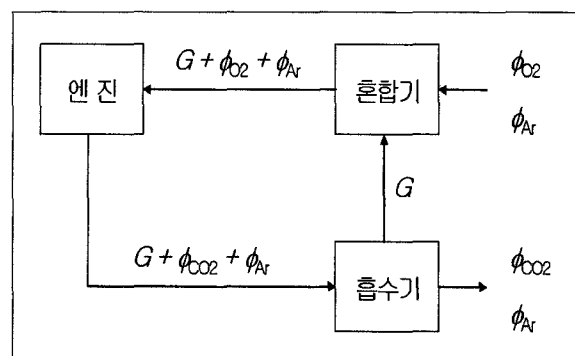 G + ϕO2 + ϕAr
ϕO2
엔 진
혼합기
ϕAr
G
G + ϕCO2 + ϕAr
ϕCO2
흡수기
ϕAr